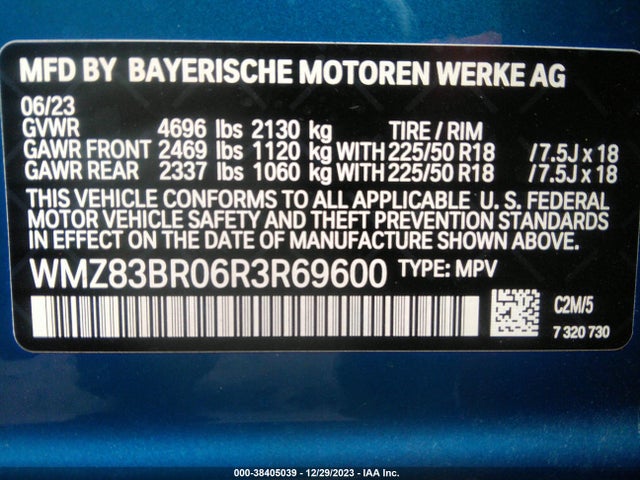 MFD BY BAYERISCHE MOTOREN WERKE AG
06/23
GVWR 4696 lbs 2130 kg TIRE / RIM
GAWR FRONT 2469 lbs 1120 kg WITH 225/50 R18 / 7.5J x 18
GAWR REAR 2337 lbs 1060 kg WITH 225/50 R18 / 7.5J x 18
THIS VEHICLE CONFORMS TO ALL APPLICABLE U.S. FEDERAL
MOTOR VEHICLE SAFETY AND THEFT PREVENTION STANDARDS
IN EFFECT ON THE DATE OF MANUFACTURE SHOWN ABOVE.
WMZ83BR06R3R69600 TYPE: MPV
C2M/5
7 320 730
000-38405039 - 12/29/2023 - IAA Inc.